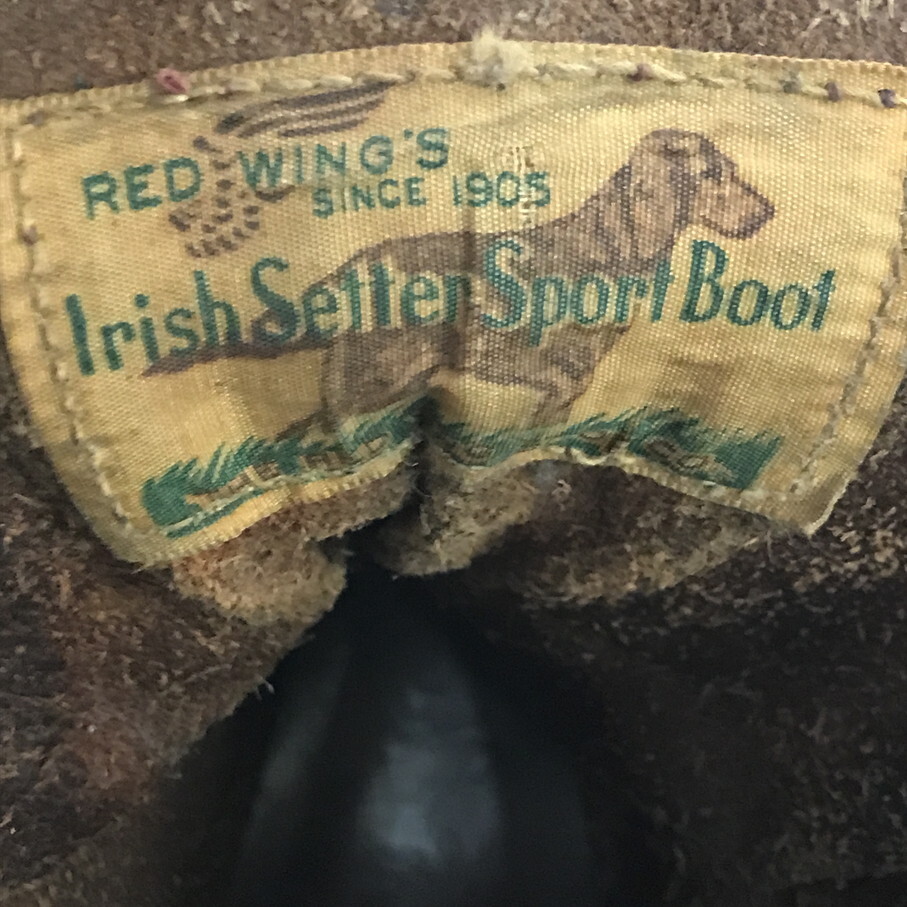 RED WING'S
SINCE 1905
Irish Setter Sport Boot